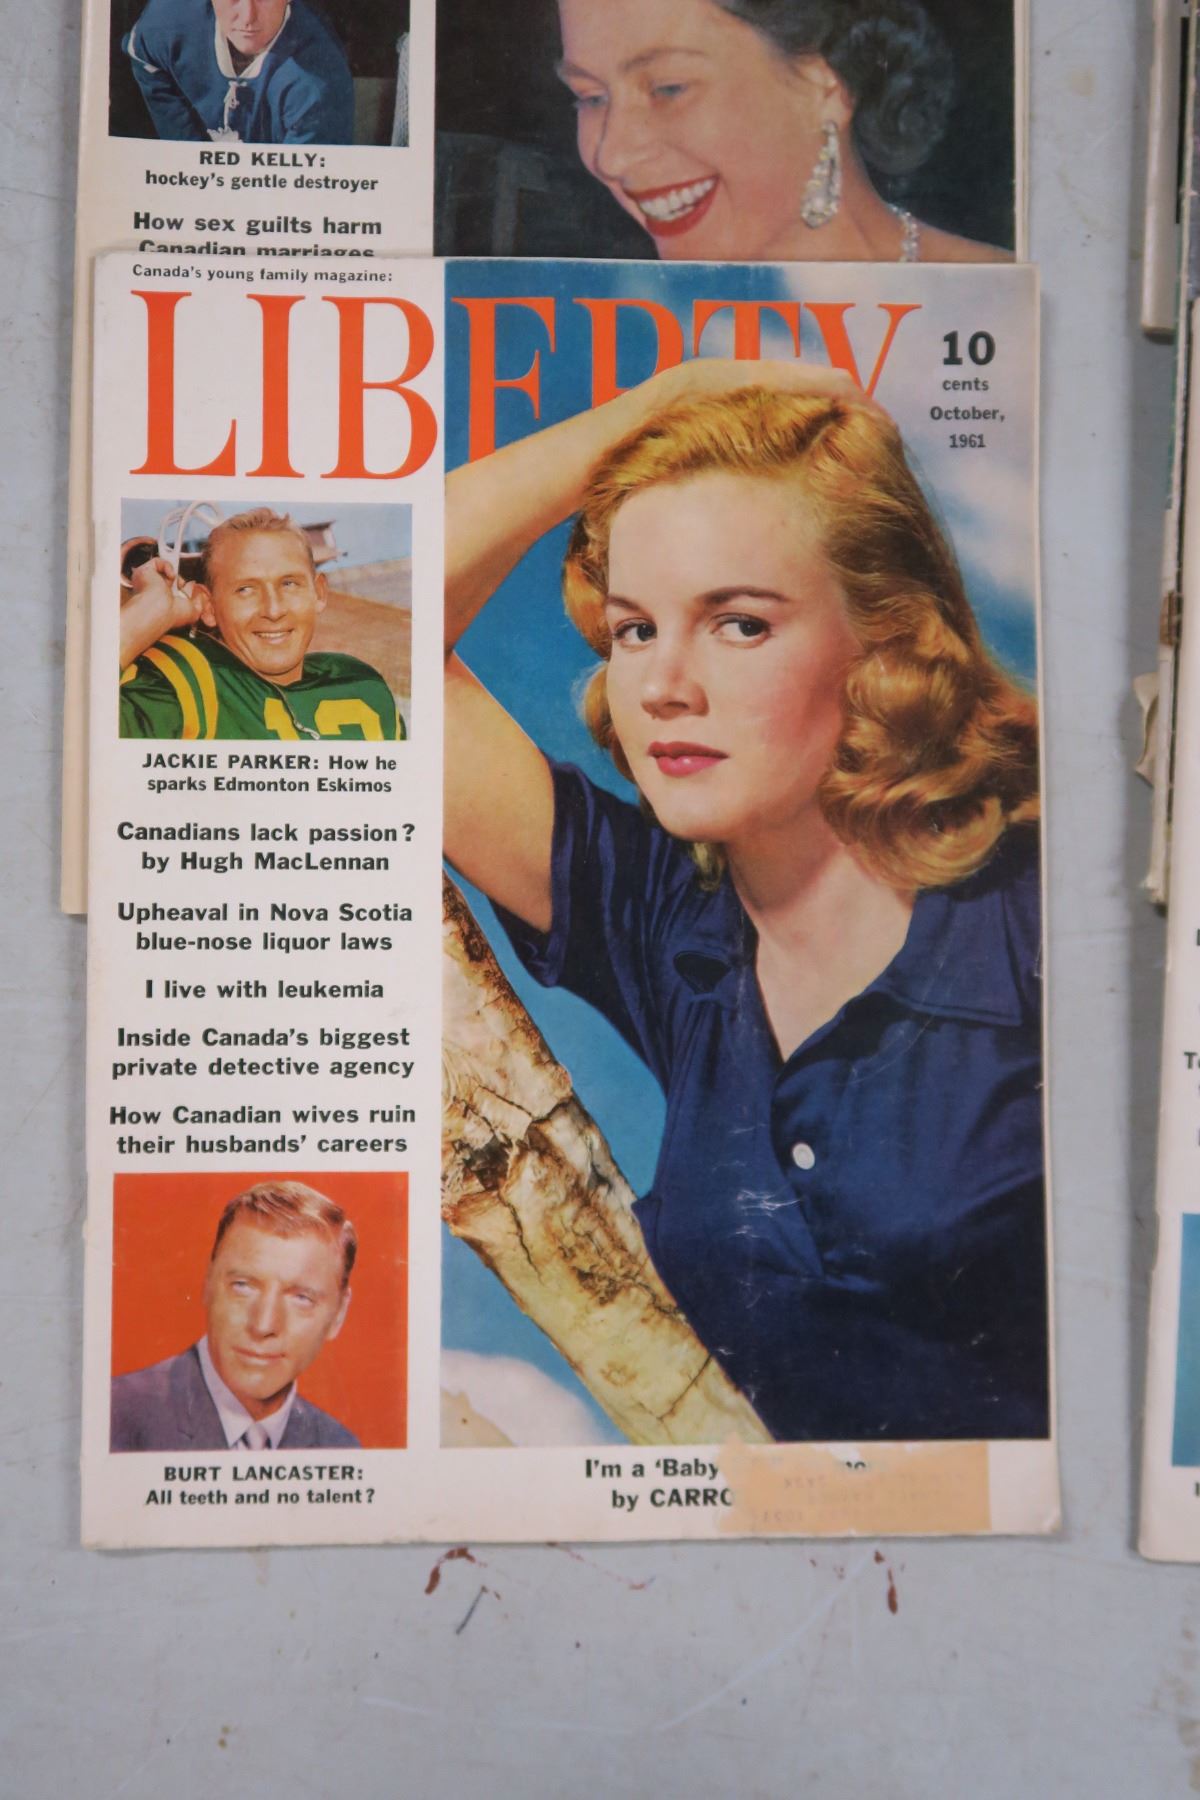 RED KELLY:
hockey's gentle destroyer
How sex guilts harm
Canadian marriages
Canada's young family magazine:
LIBERTY
10
cents
October,
1961
JACKIE PARKER: How he
sparks Edmonton Eskimos
Canadians lack passion?
by Hugh MacLennan
Upheaval in Nova Scotia
blue-nose liquor laws
I live with leukemia
Inside Canada's biggest
private detective agency
How Canadian wives ruin
their husbands' careers
BURT LANCASTER:
All teeth and no talent?
I'm a 'Baby
by CARRO